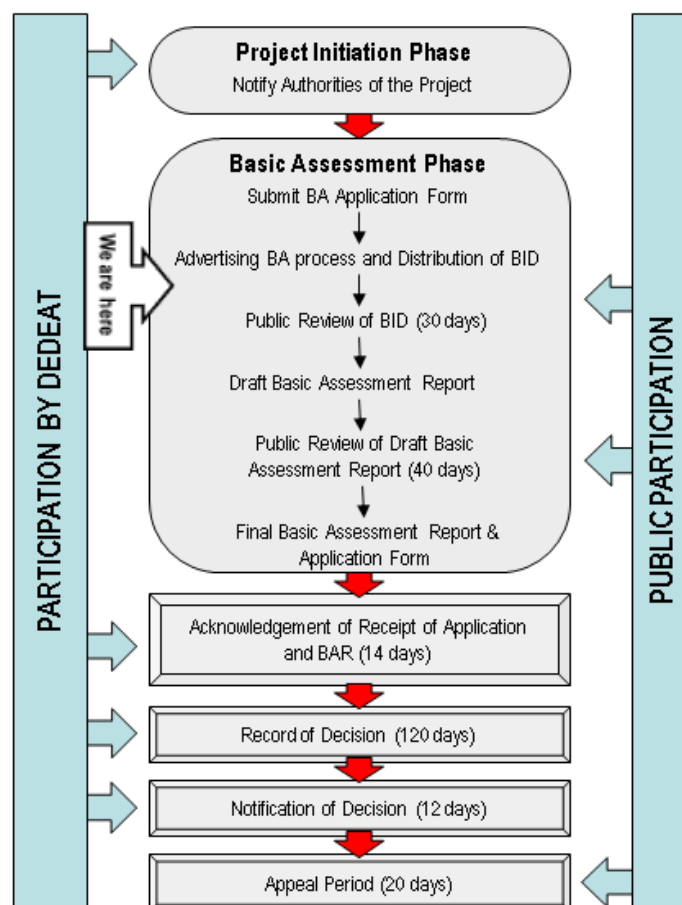 Project Initiation Phase
Notify Authorities of the Project
Basic Assessment Phase
Submit BA Application Form
Advertising BA process and Distribution of BID
Public Review of BID (30 days)
Draft Basic Assessment Report
Public Review of Draft Basic
Assessment Report (40 days)
Final Basic Assessment Report &
Application Form
Acknowledgement of Receipt of Application
and BAR (14 days)
Record of Decision (120 days)
Notification of Decision (12 days)
Appeal Period (20 days)
We are here
PARTICIPATION BY DEDEAT
PUBLIC PARTICIPATION